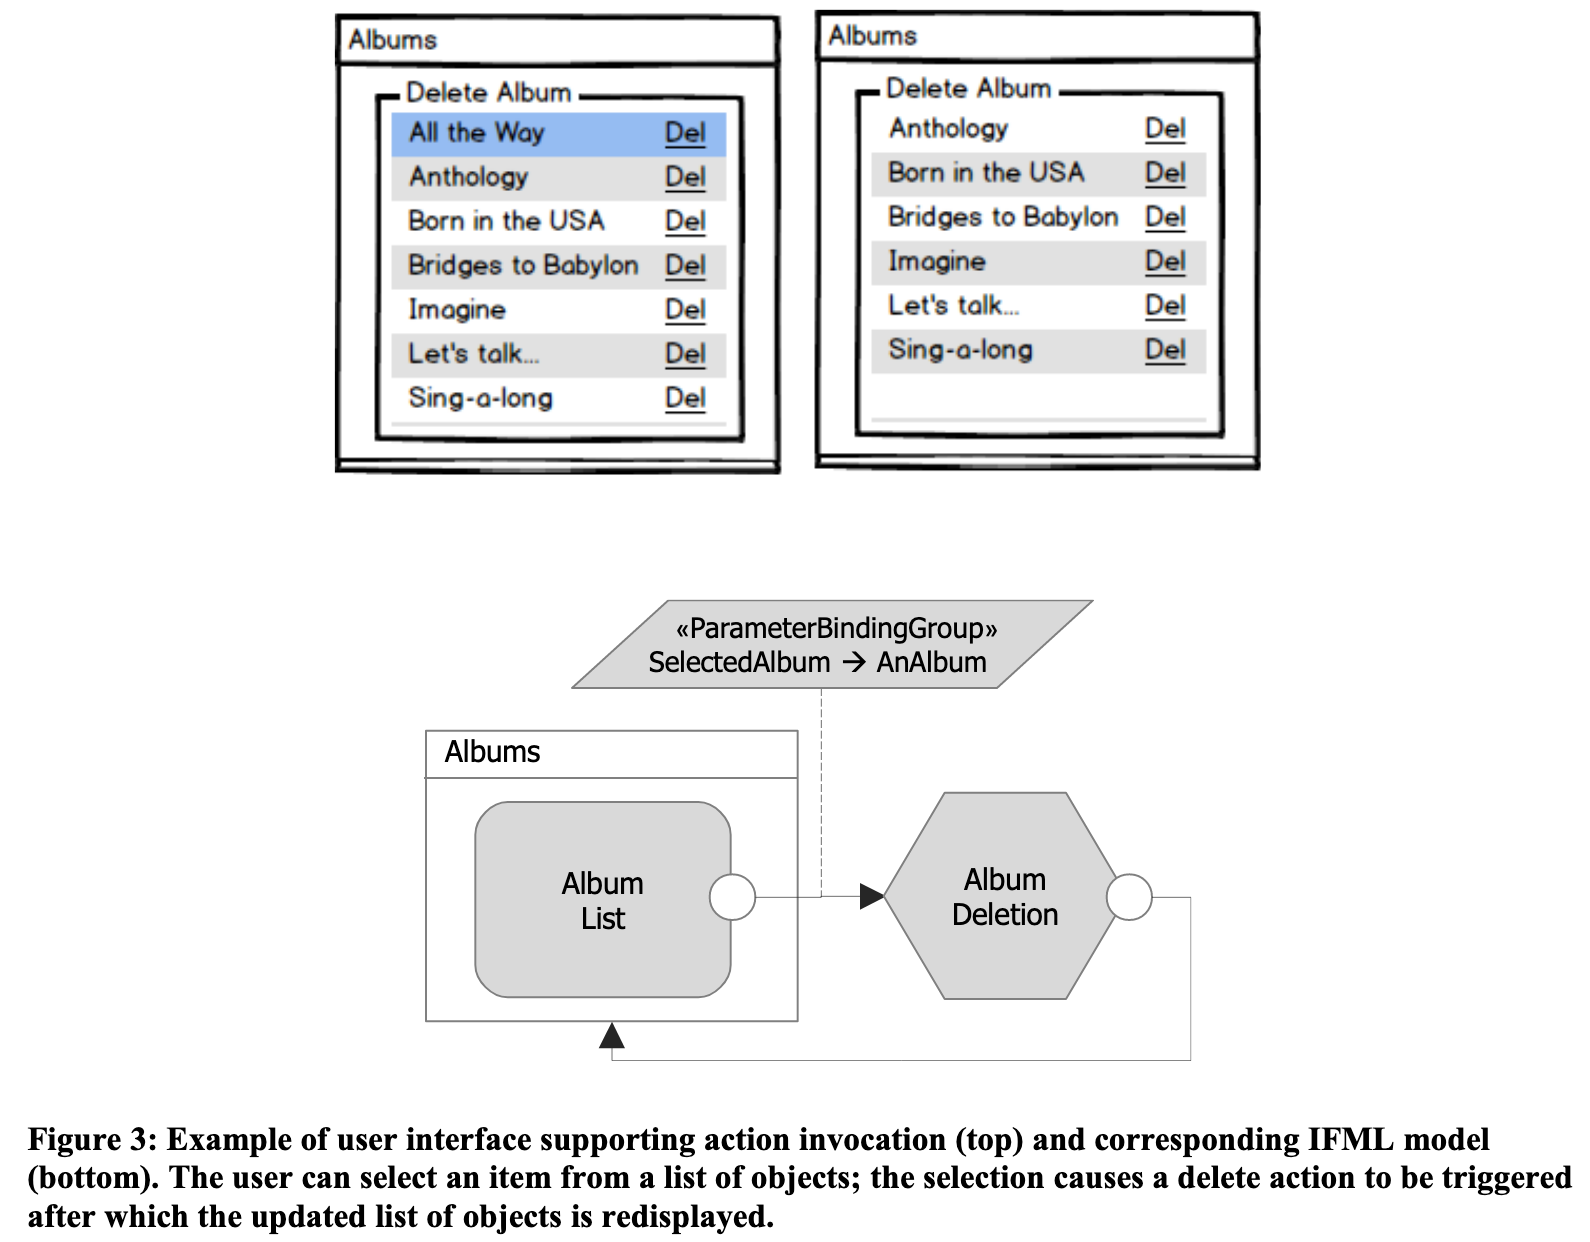 Albums
Delete Album
All the Way Del
Anthology Del
Born in the USA Del
Bridges to Babylon Del
Imagine Del
Let's talk... Del
Sing-a-long Del
Albums
Delete Album
Anthology Del
Born in the USA Del
Bridges to Babylon Del
Imagine Del
Let's talk... Del
Sing-a-long Del
«ParameterBindingGroup»
SelectedAlbum → AnAlbum
Albums
Album
List
Album
Deletion
Figure 3: Example of user interface supporting action invocation (top) and corresponding IFML model
(bottom). The user can select an item from a list of objects; the selection causes a delete action to be triggered
after which the updated list of objects is redisplayed.